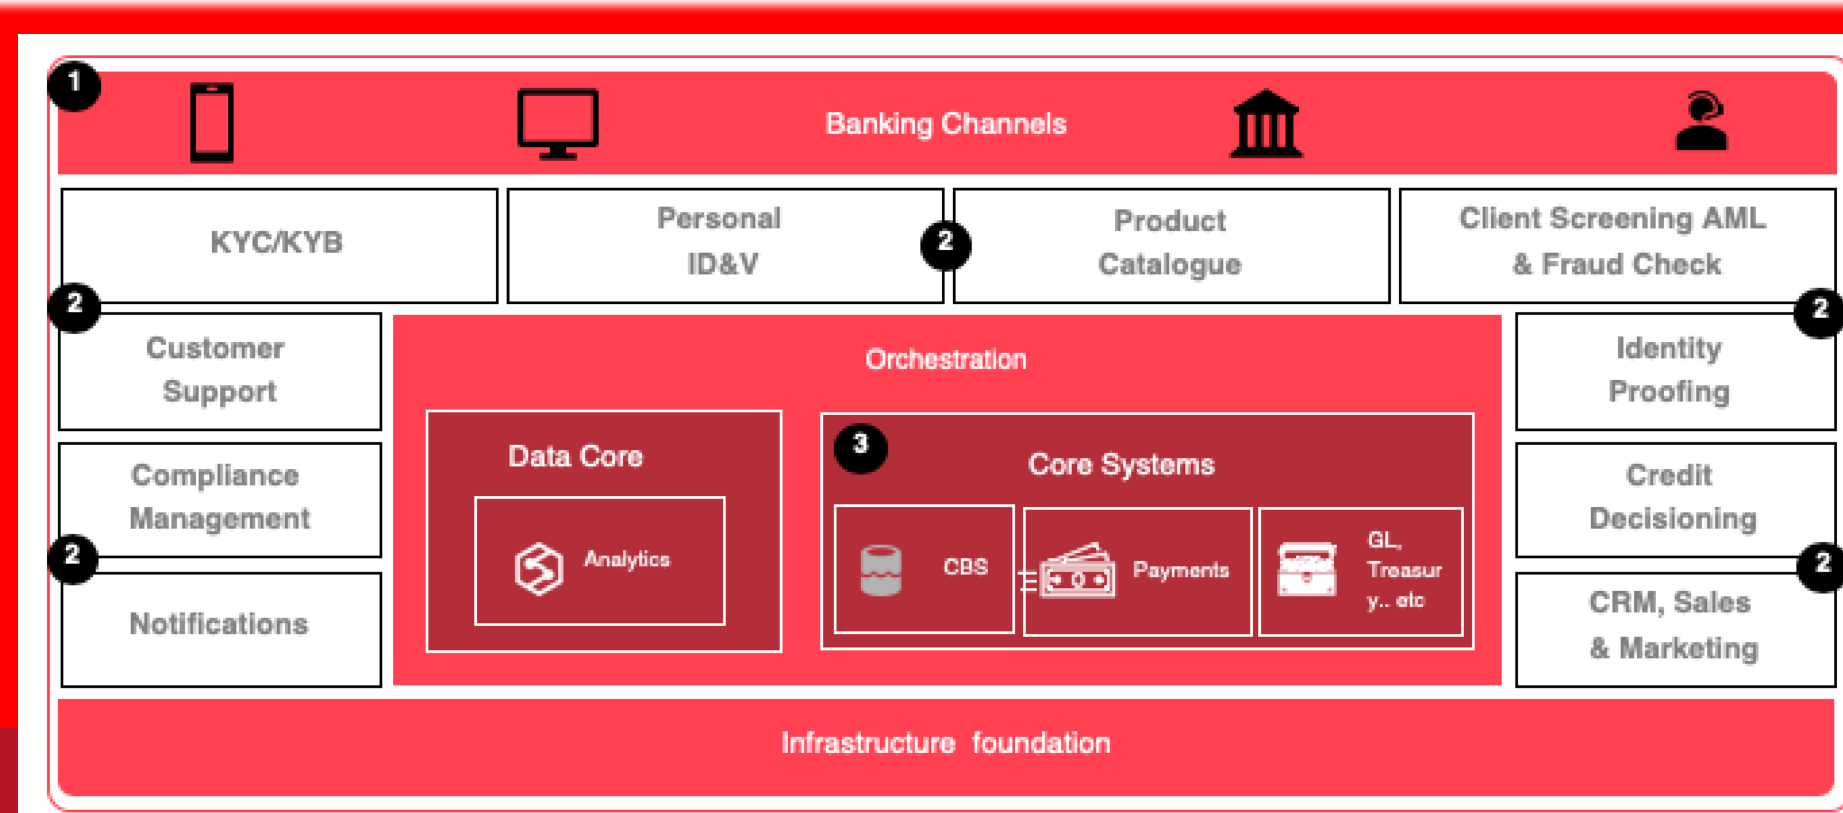 1
Banking Channels
KYC/KYB
Personal
ID&V
2
Product
Catalogue
Client Screening AML
& Fraud Check
2
2
Customer
Support
Orchestration
Identity
Proofing
Data Core
3
Core Systems
Compliance
Management
Analytics
CBS
Payments
GL,
Treasur
y.. etc
Credit
Decisioning
2
2
Notifications
CRM, Sales
& Marketing
Infrastructure foundation